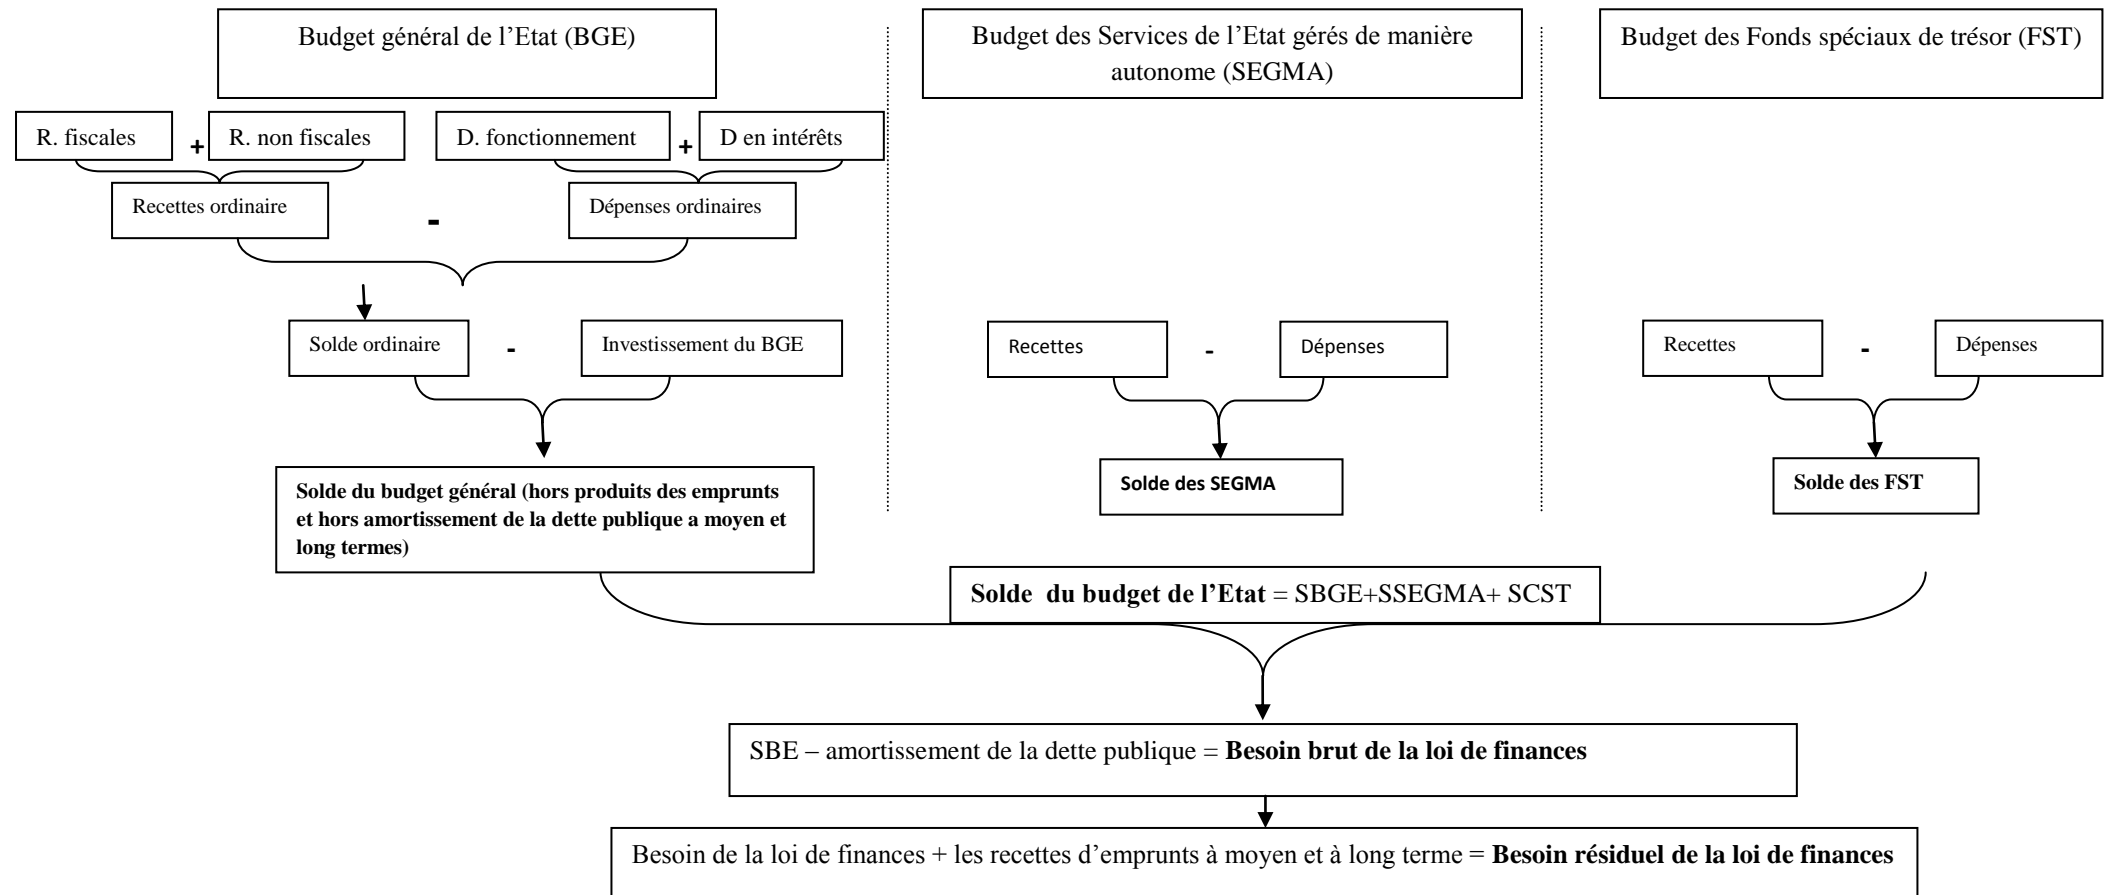 Budget général de l’Etat (BGE)
Budget des Services de l’Etat gérés de manière
autonome (SEGMA)
Budget des Fonds spéciaux de trésor (FST)
R. fiscales
+
R. non fiscales
D. fonctionnement
+
D en intérêts
Recettes ordinaire
-
Dépenses ordinaires
Solde ordinaire
-
Investissement du BGE
Recettes
-
Dépenses
Recettes
-
Dépenses
Solde du budget général (hors produits des emprunts
et hors amortissement de la dette publique a moyen et
long termes)
Solde des SEGMA
Solde des FST
Solde du budget de l’Etat = SBGE+SSEGMA+ SCST
SBE – amortissement de la dette publique = Besoin brut de la loi de finances
Besoin de la loi de finances + les recettes d’emprunts à moyen et à long terme = Besoin résiduel de la loi de finances